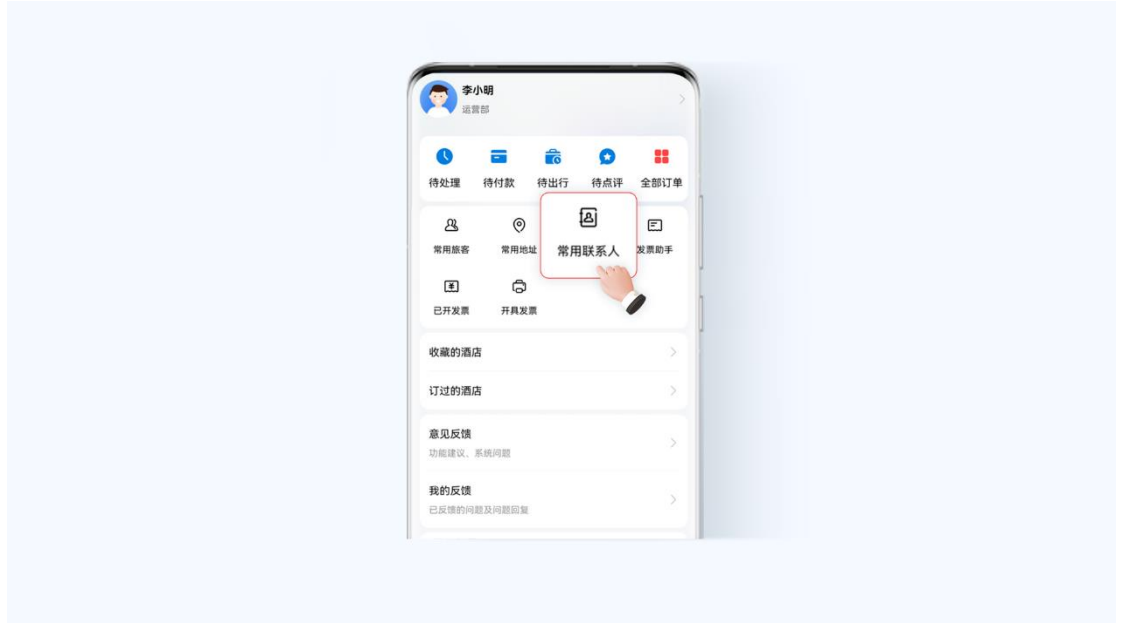 李小明
运营部
待处理 待付款 待出行 待点评 全部订单
常用旅客 常用地址 常用联系人 发票助手
已开发票 开具发票
收藏的酒店
订过的酒店
意见反馈
功能建议、系统问题
我的反馈
已反馈的问题及问题回复